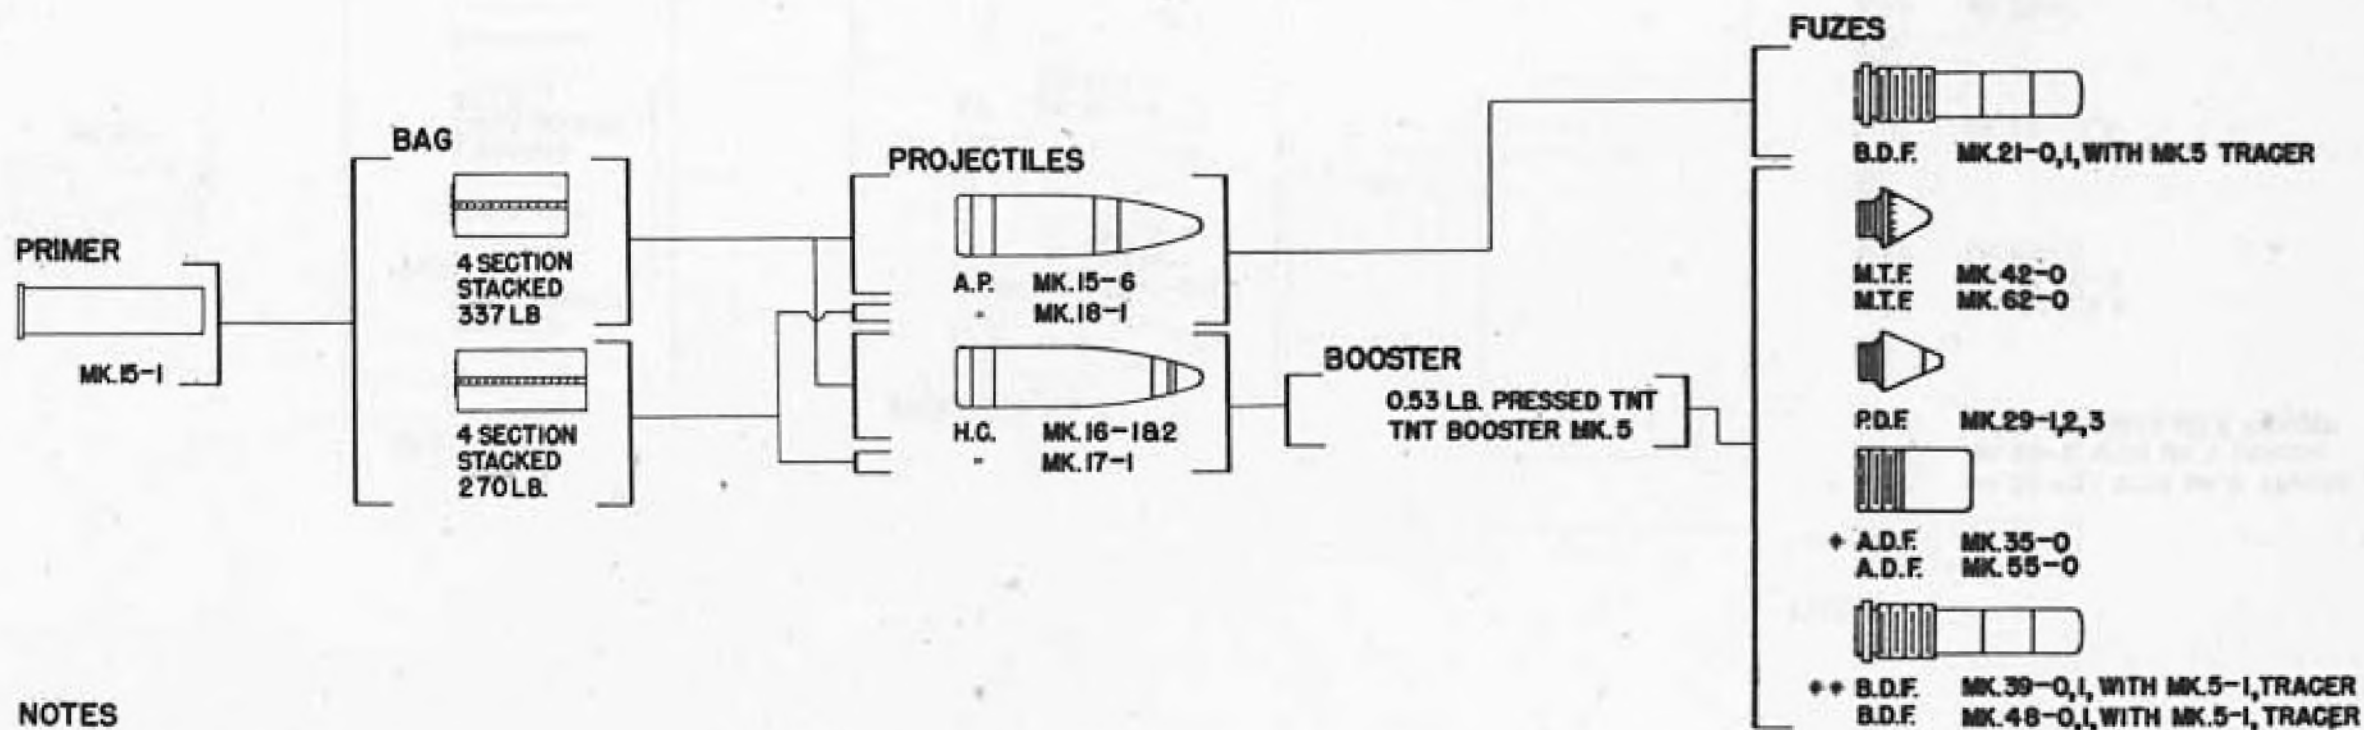 PRIMER
MK.15-1
BAG
4 SECTION
STACKED
337 LB
4 SECTION
STACKED
270 LB.
PROJECTILES
A.P. MK.15-6
" MK.18-1
H.C. MK.16-1&2
" MK.17-1
BOOSTER
0.53 LB. PRESSED TNT
TNT BOOSTER MK.5
FUZES
B.D.F. MK.21-0,1, WITH MK.5 TRACER
M.T.F. MK.42-0
M.T.F. MK.62-0
P.D.F. MK.29-1,2,3
* A.D.F. MK.35-0
A.D.F. MK.55-0
** B.D.F. MK.39-0,1, WITH MK.5-1, TRACER
B.D.F. MK.48-0,1, WITH MK.5-1, TRACER
NOTES